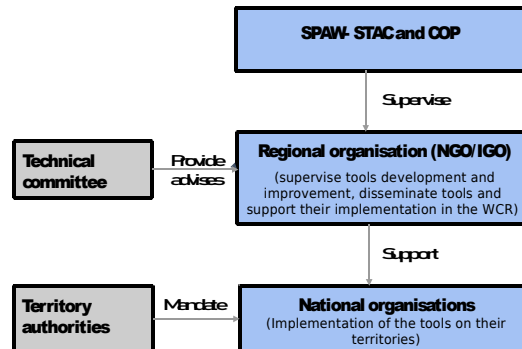 SPAW- STAC and COP
Supervise
Technical
committee
Provide
advises
Regional organisation (NGO/IGO)
(supervise tools development and
improvement, disseminate tools and
support their implementation in the WCR)
Support
Territory
authorities
Mandate
National organisations
(Implementation of the tools on their
territories)